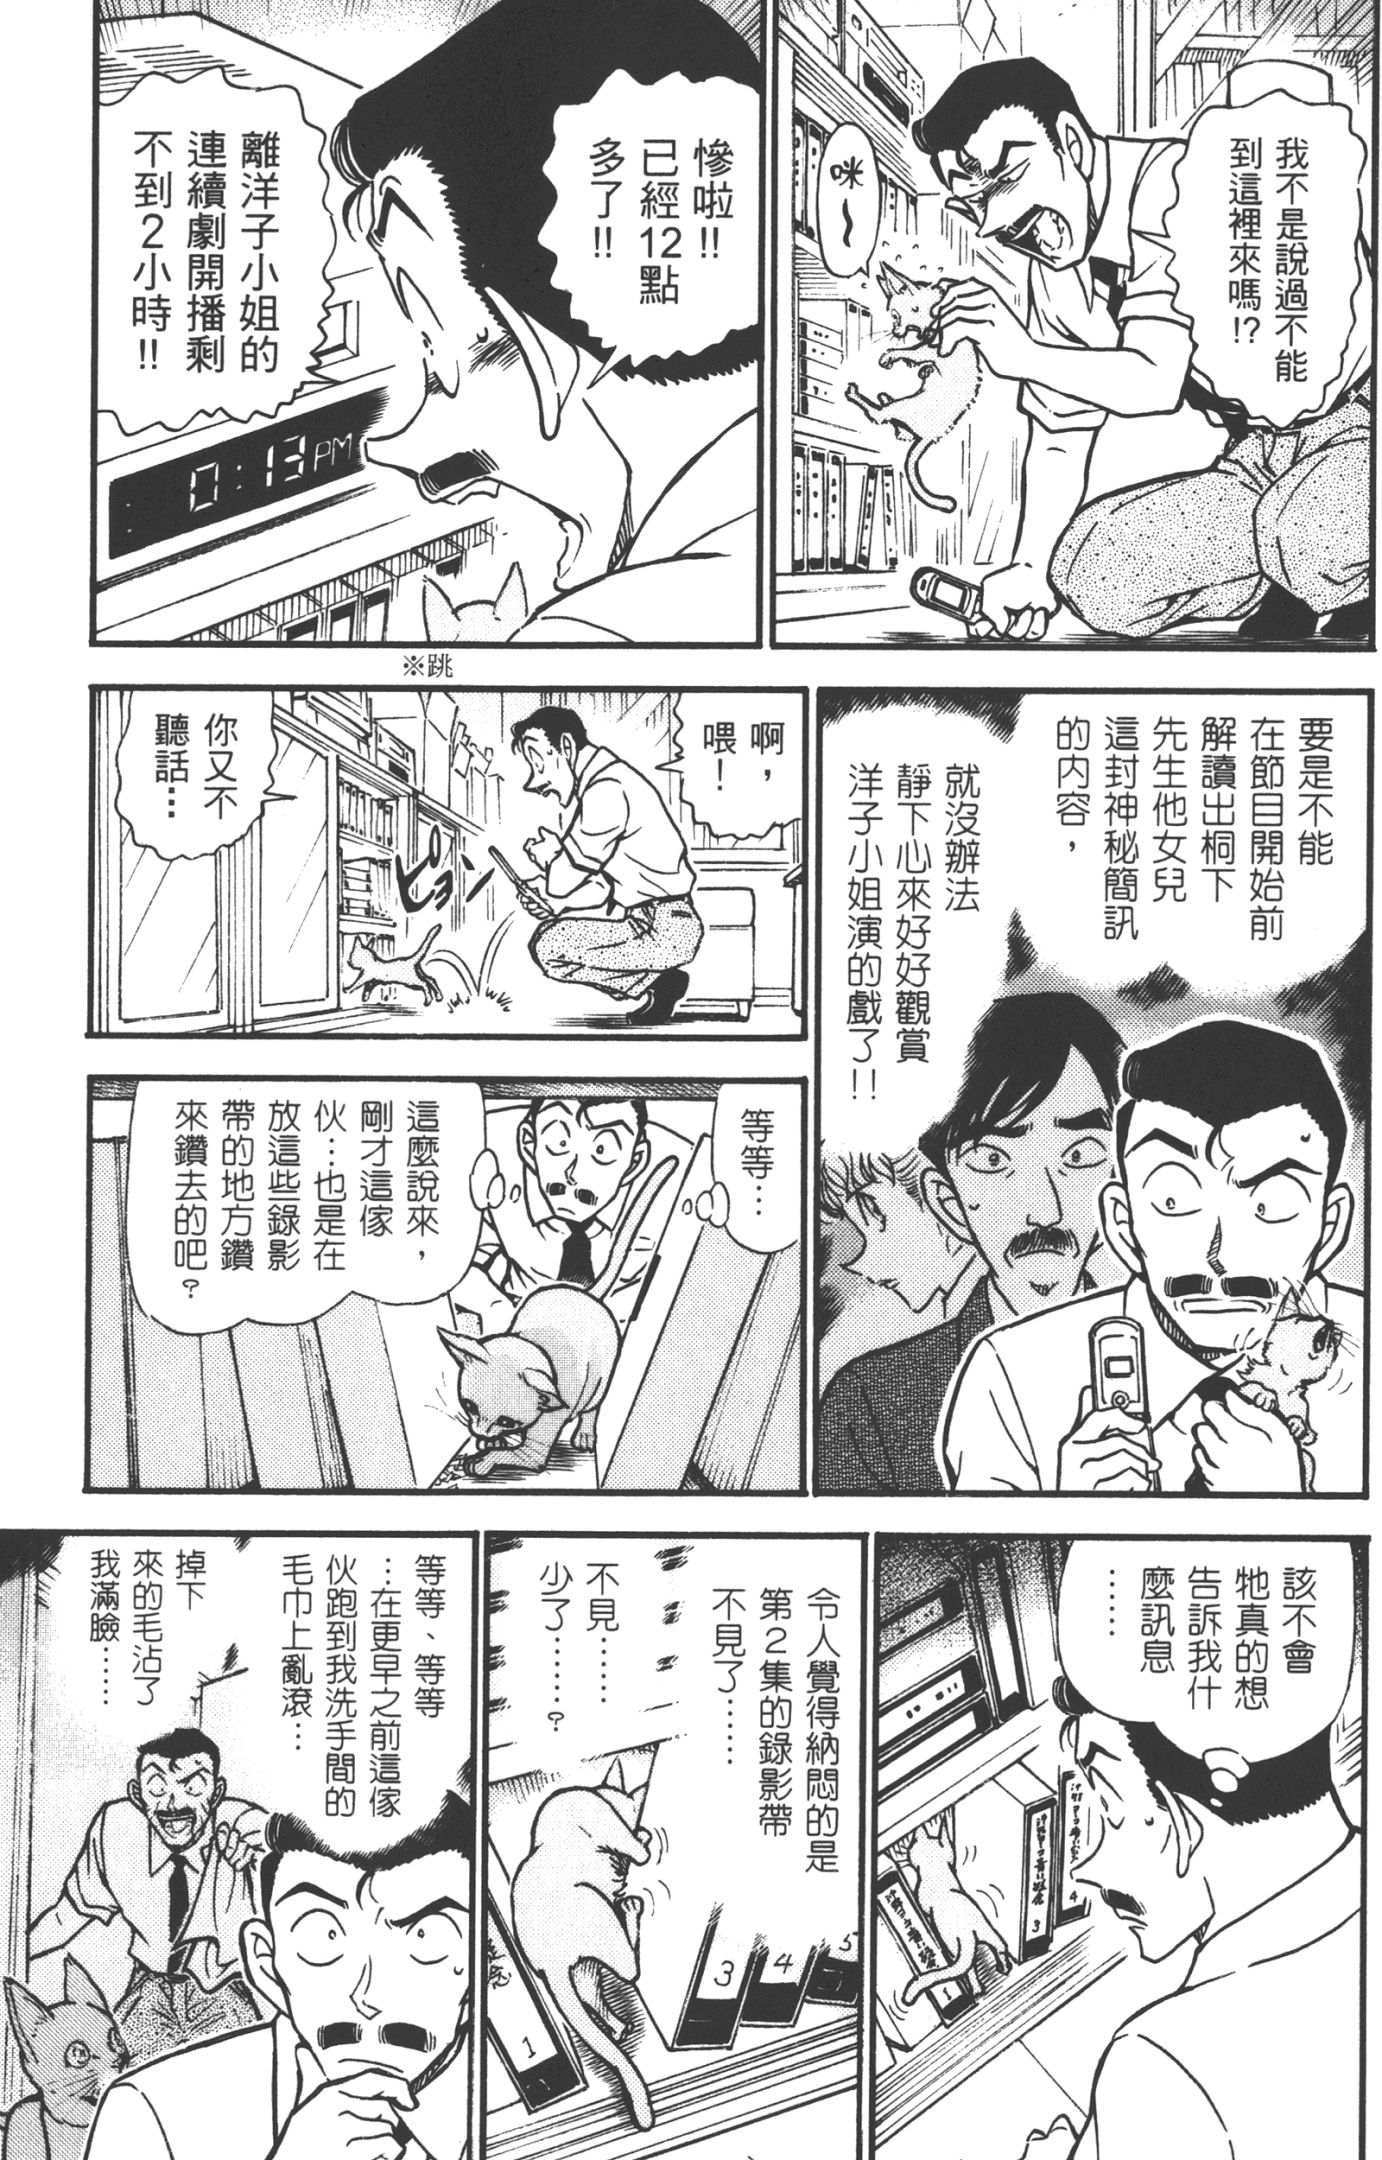 我不是說過不能
到這裡來嗎!?
咪～
慘啦!!
已經12點
多了!!
離洋子小姐的
連續劇開播剩
不到2小時!!
0:13PM
※跳
要是不能
在節目開始前
解讀出桐下
先生他女兒
這封神秘簡訊
的內容，
就沒辦法
靜下心來好好觀賞
洋子小姐演的戲了!!
啊，
喂!
你又不
聽話…
ピョン
等等…
這麼說來，
剛才這傢
伙…也是在
放這些錄影
帶的地方鑽
來鑽去的吧?
該不會
牠真的想
告訴我什
麼訊息
……
1
3
4
令人覺得納悶的是
第2集的錄影帶
不見了……
不見……
少了……?
1
3
4
5
等等、等等
…在更早之前這傢
伙跑到我洗手間的
毛巾上亂滾…
掉下
來的毛沾了
我滿臉……